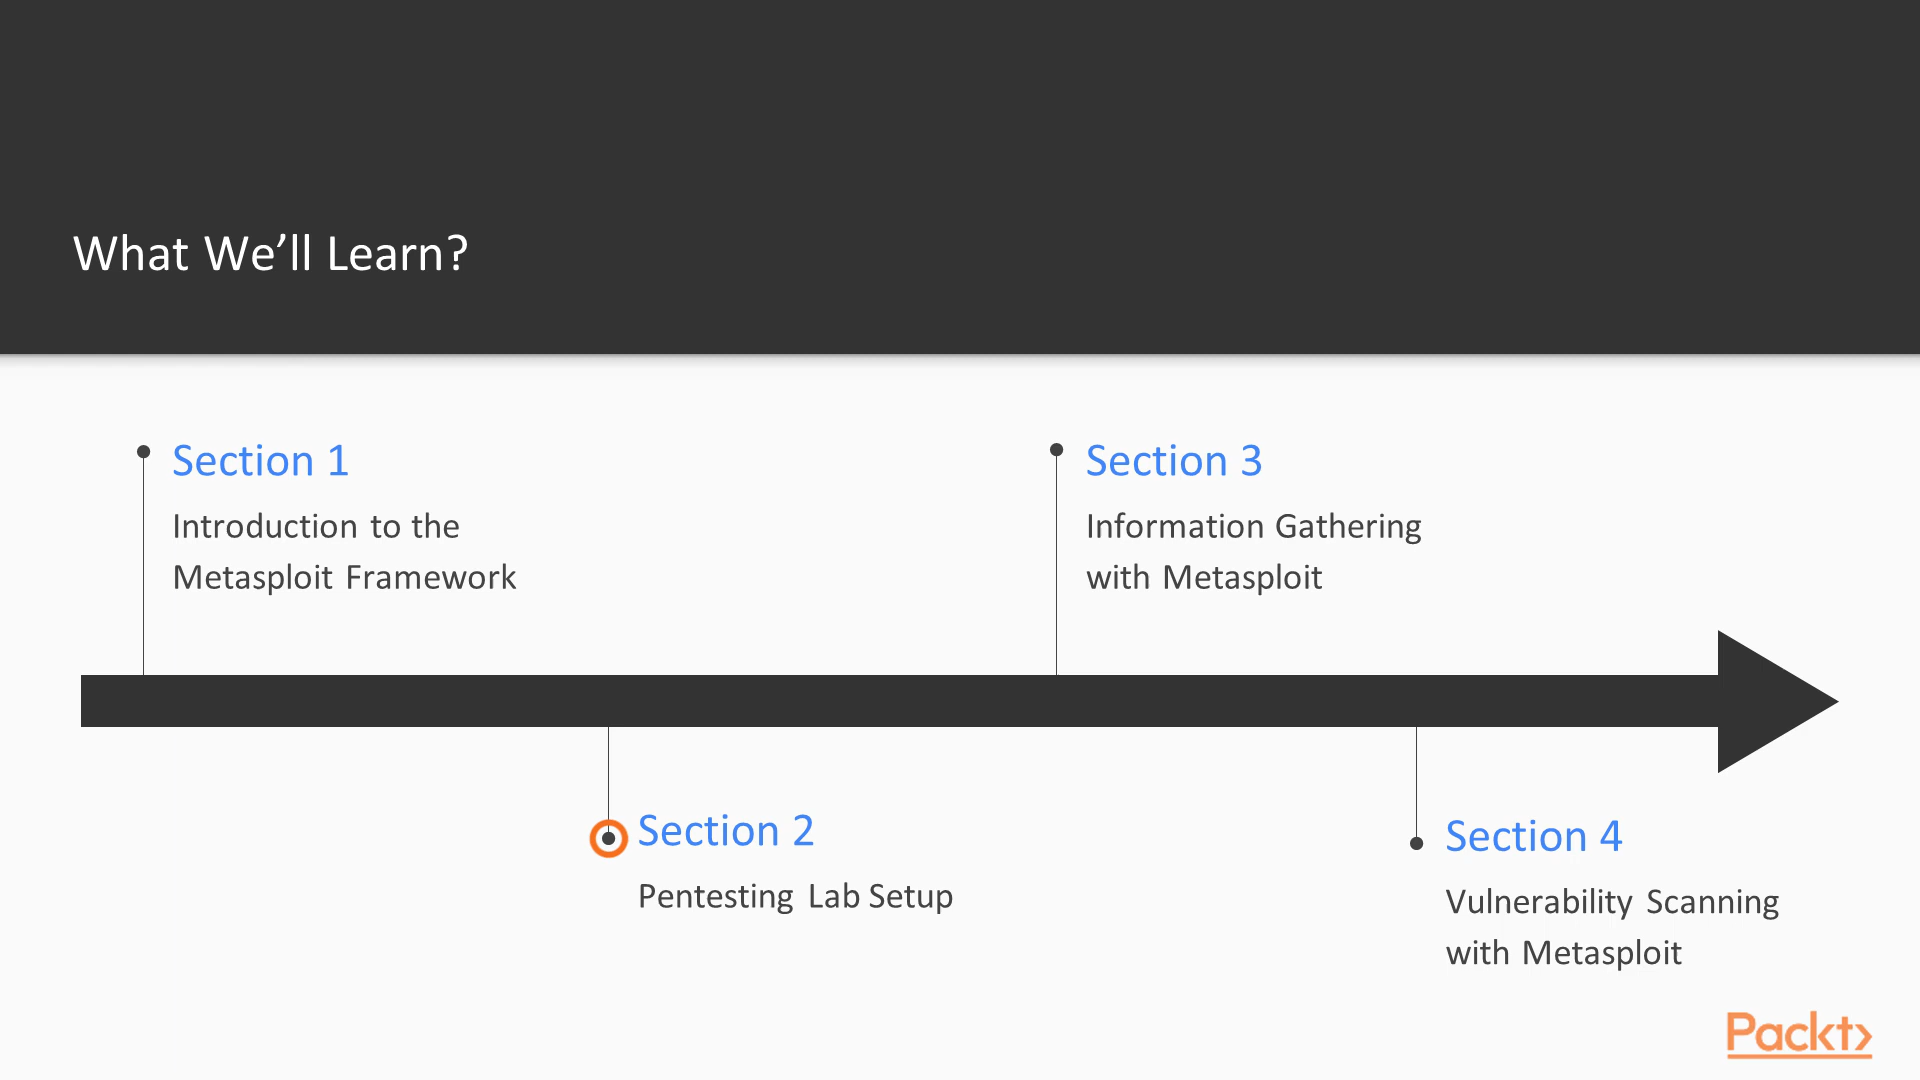 What We’ll Learn?
Section 1
Introduction to the
Metasploit Framework
Section 3
Information Gathering
with Metasploit
Section 2
Pentesting Lab Setup
Section 4
Vulnerability Scanning
with Metasploit
Packt>